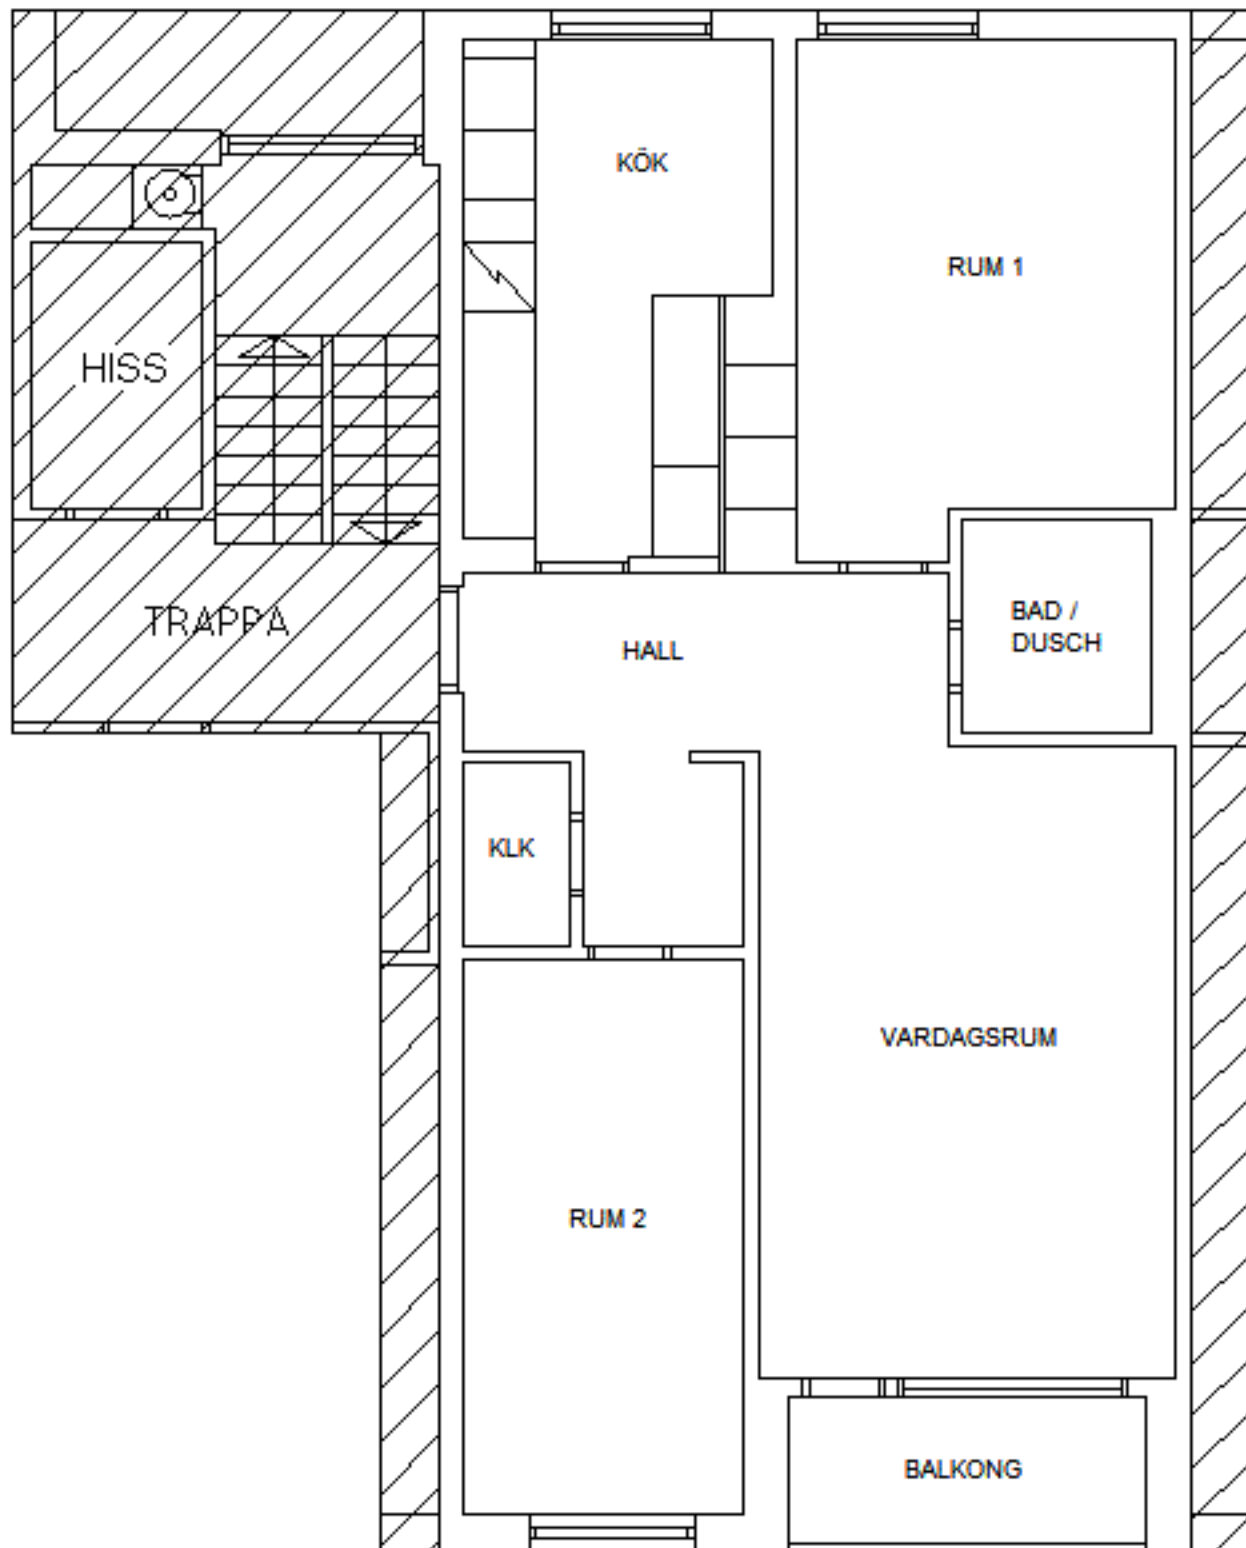 KÖK
RUM 1
HISS
TRAPPA
HALL
BAD /
DUSCH
KLK
VARDAGSRUM
RUM 2
BALKONG